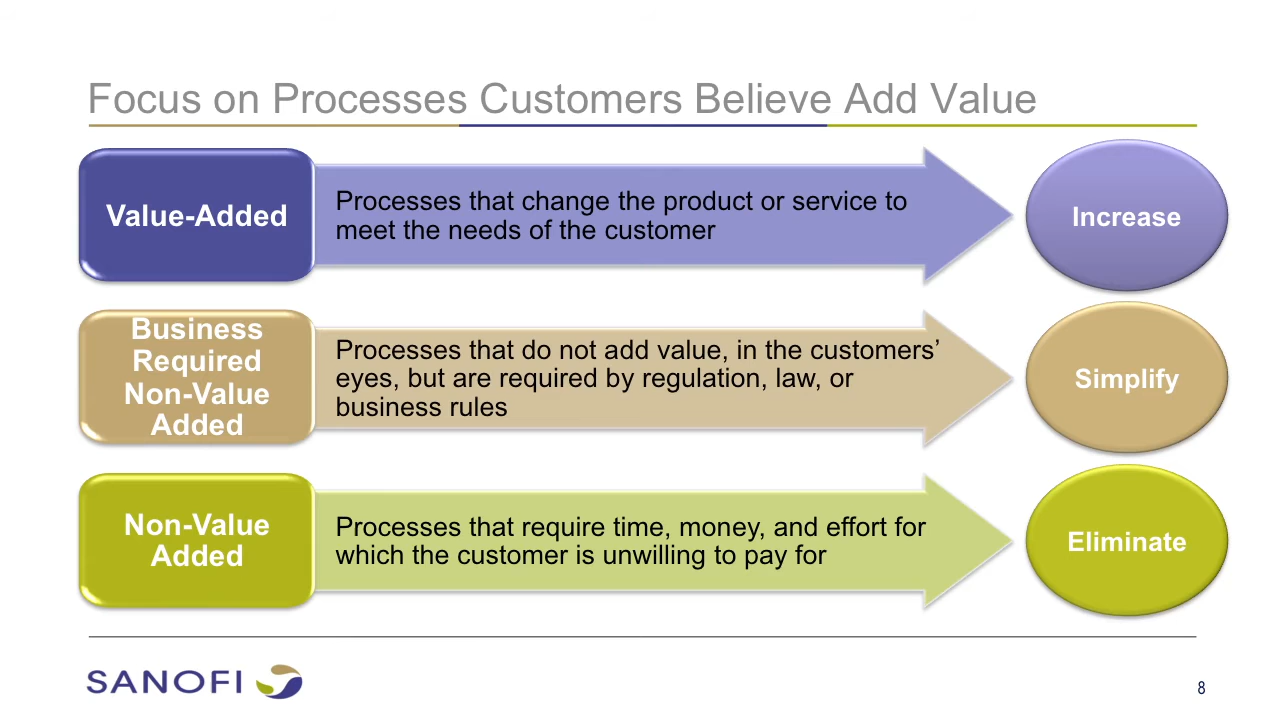 Focus on Processes Customers Believe Add Value
Value-Added
Processes that change the product or service to
meet the needs of the customer
Increase
Business
Required
Non-Value
Added
Processes that do not add value, in the customers’
eyes, but are required by regulation, law, or
business rules
Simplify
Non-Value
Added
Processes that require time, money, and effort for
which the customer is unwilling to pay for
Eliminate
SANOFI
8